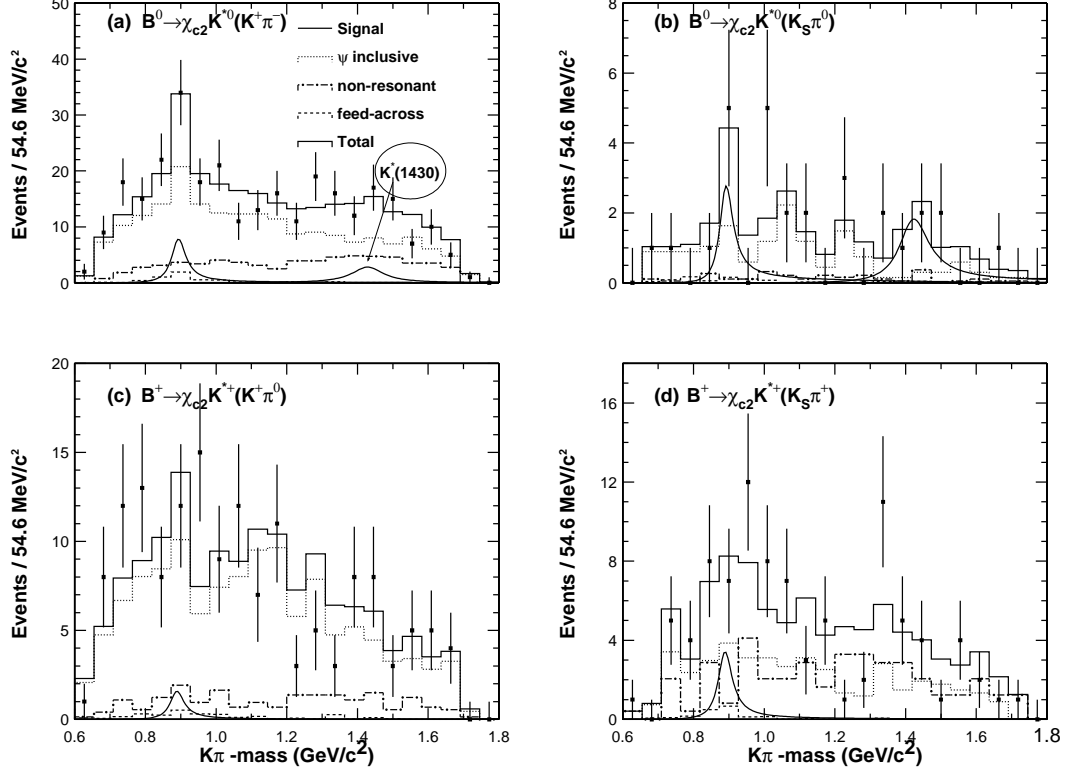 (a) B⁰→χc2K*⁰(K⁺π⁻)
Signal
ψ inclusive
non-resonant
feed-across
Total
K*(1430)
Events / 54.6 MeV/c²
0
10
20
30
40
50
(b) B⁰→χc2K*⁰(KSπ⁰)
Events / 54.6 MeV/c²
0
2
4
6
8
(c) B⁺→χc2K*⁺(K⁺π⁰)
Events / 54.6 MeV/c²
0
5
10
15
20
0.6 0.8 1 1.2 1.4 1.6 1.8
Kπ -mass (GeV/c²)
(d) B⁺→χc2K*⁺(KSπ⁺)
Events / 54.6 MeV/c²
0
4
8
12
16
0.6 0.8 1 1.2 1.4 1.6 1.8
Kπ -mass (GeV/c²)